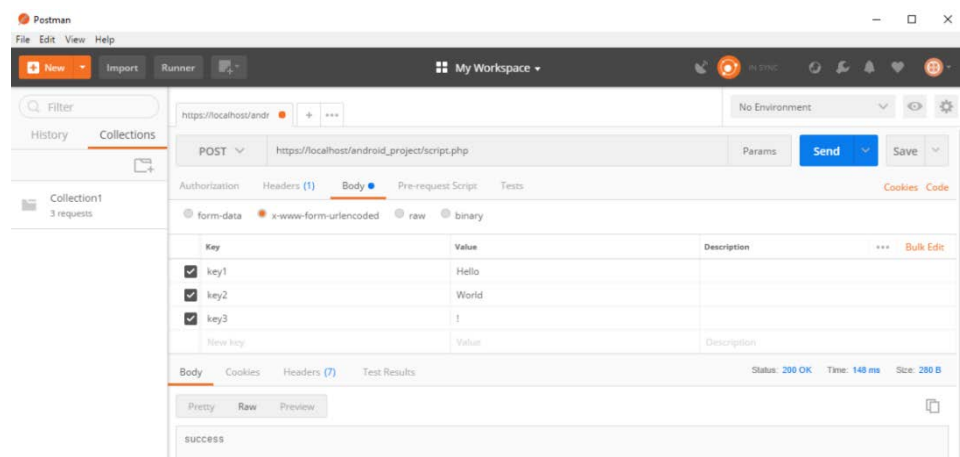 Postman
File Edit View Help
New Import Runner My Workspace IN SYNC
Filter
History Collections
Collection1
3 requests
https://localhost/andr + •••
No Environment
POST https://localhost/android_project/script.php Params Send Save
Authorization Headers (1) Body Pre-request Script Tests Cookies Code
form-data x-www-form-urlencoded raw binary
Key Value Description ••• Bulk Edit
key1 Hello
key2 World
key3 !
New key Value Description
Body Cookies Headers (7) Test Results Status: 200 OK Time: 148 ms Size: 280 B
Pretty Raw Preview
success